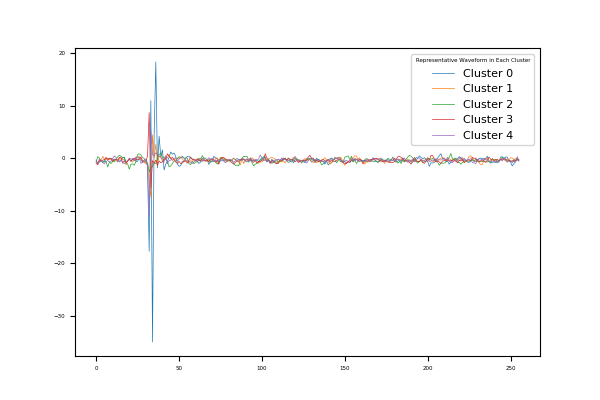 Representative Waveform in Each Cluster
Cluster 0
Cluster 1
Cluster 2
Cluster 3
Cluster 4
20
10
0
−10
−20
−30
0 50 100 150 200 250